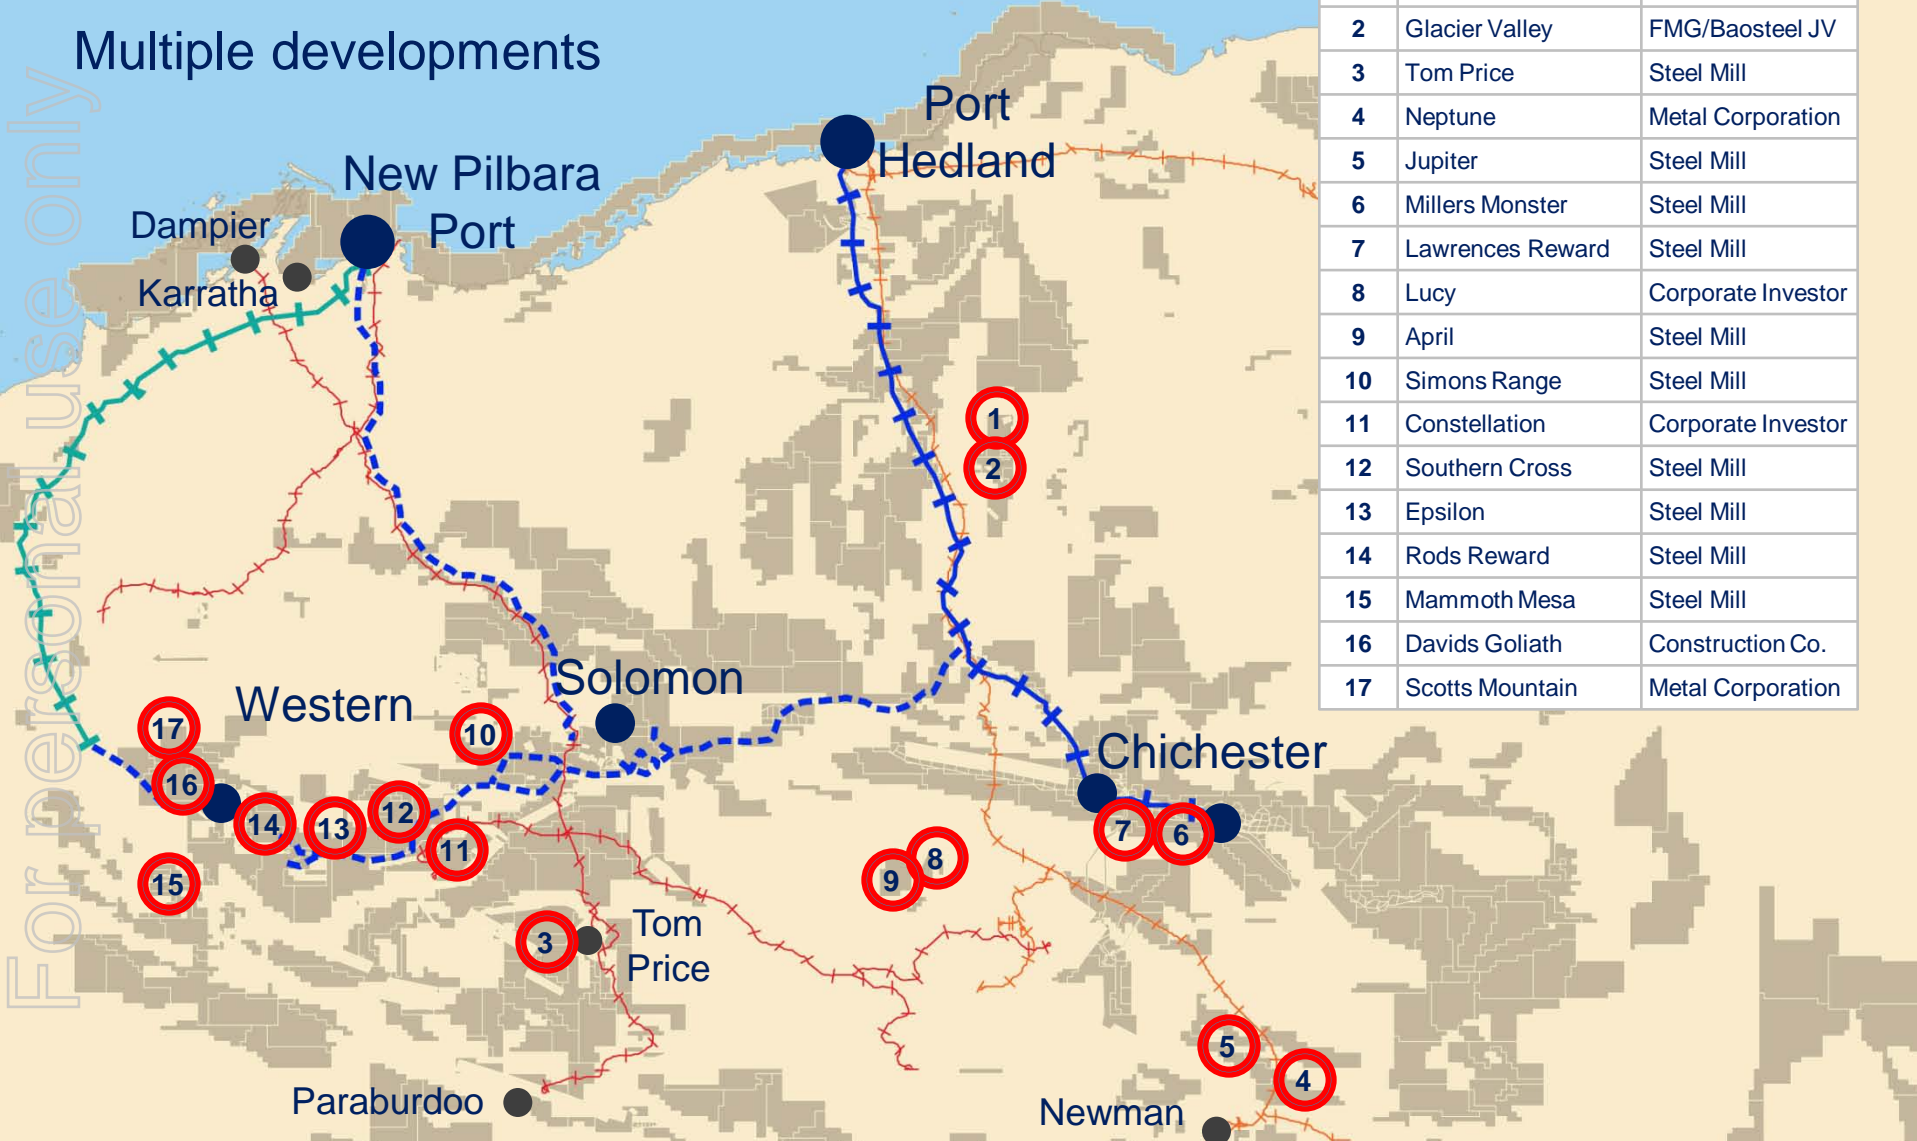 Multiple developments
For personal use only
Port
Hedland
New Pilbara
Port
Dampier
Karratha
Western
Solomon
Chichester
Tom
Price
Paraburdoo
Newman
1
2
17
10
16
12
14
13
11
15
7
6
8
9
3
5
4
2 Glacier Valley FMG/Baosteel JV
3 Tom Price Steel Mill
4 Neptune Metal Corporation
5 Jupiter Steel Mill
6 Millers Monster Steel Mill
7 Lawrences Reward Steel Mill
8 Lucy Corporate Investor
9 April Steel Mill
10 Simons Range Steel Mill
11 Constellation Corporate Investor
12 Southern Cross Steel Mill
13 Epsilon Steel Mill
14 Rods Reward Steel Mill
15 Mammoth Mesa Steel Mill
16 Davids Goliath Construction Co.
17 Scotts Mountain Metal Corporation